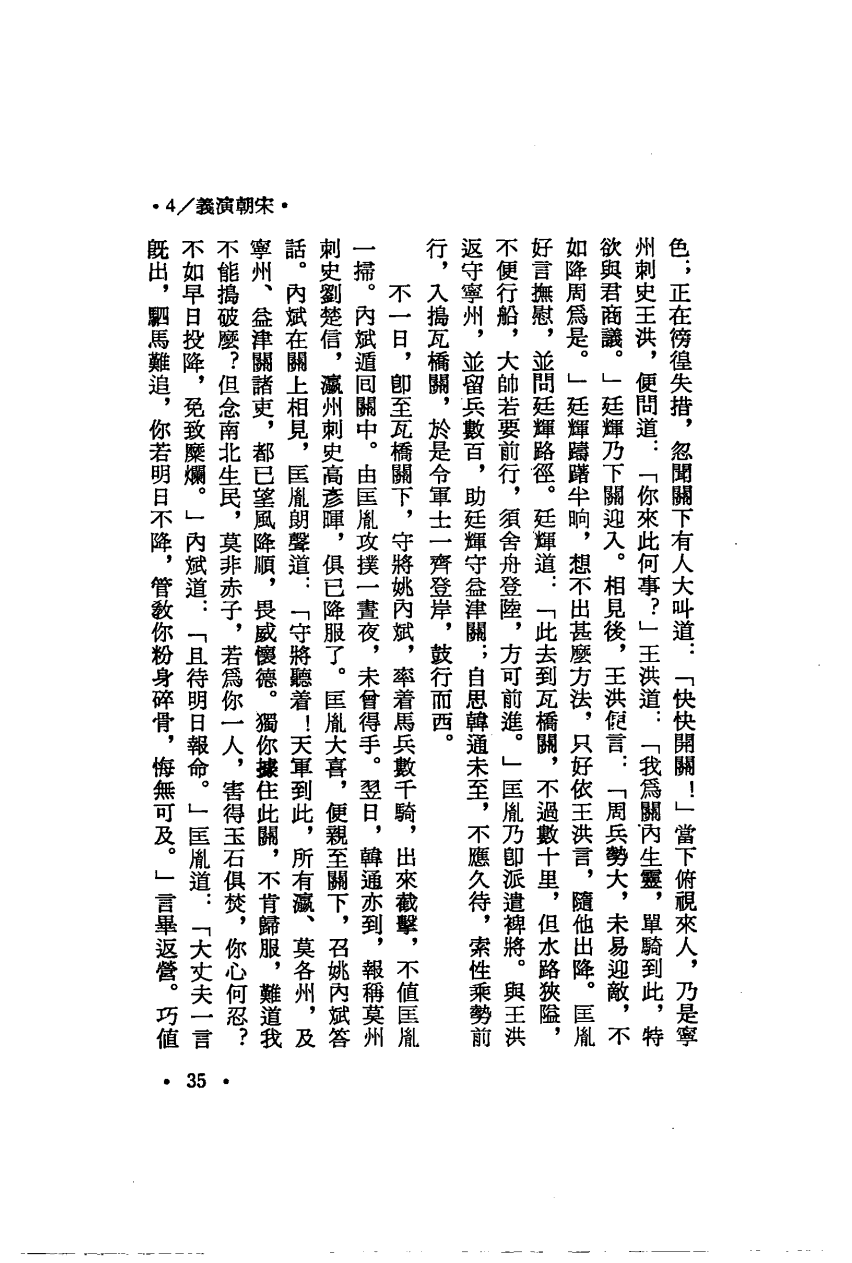 •4／義演朝宋•
色；正在傍徨失措，忽聞關下有人大叫道：「快快開關！」當下俯視來人，乃是寧
州刺史王洪，便問道：「你來此何事？」王洪道：「我爲關內生靈，單騎到此，特
欲與君商議。」廷輝乃下關迎入。相見後，王洪便言：「周兵勢大，未易迎敵，不
如降周爲是。」廷輝躊躇半晌，想不出甚麼方法，只好依王洪言，隨他出降。匡胤
好言撫慰，並問廷輝路徑。廷輝道：「此去到瓦橋關，不過數十里，但水路狹隘，
不便行船，大帥若要前行，須舍舟登陸，方可前進。」匡胤乃卽派遣裨將。與王洪
返守寧州，並留兵數百，助廷輝守益津關；自思韓通未至，不應久待，索性乘勢前
行，入搗瓦橋關，於是令軍士一齊登岸，鼓行而西。
不一日，卽至瓦橋關下，守將姚內斌，率着馬兵數千騎，出來截擊，不值匡胤
一掃。內斌遁回關中。由匡胤攻撲一晝夜，未曾得手。翌日，韓通亦到，報稱莫州
刺史劉楚信，瀛州刺史高彥暉，俱已降服了。匡胤大喜，便親至關下，召姚內斌答
話。內斌在關上相見，匡胤朗聲道：「守將聽着！天軍到此，所有瀛、莫各州，及
寧州、益津關諸吏，都已望風降順，畏威懷德。獨你據住此關，不肯歸服，難道我
不能搗破麼？但念南北生民，莫非赤子，若爲你一人，害得玉石俱焚，你心何忍？
不如早日投降，免致糜爛。」內斌道：「且待明日報命。」匡胤道：「大丈夫一言
旣出，駟馬難追，你若明日不降，管敎你粉身碎骨，悔無可及。」言畢返營。巧值
• 35 •